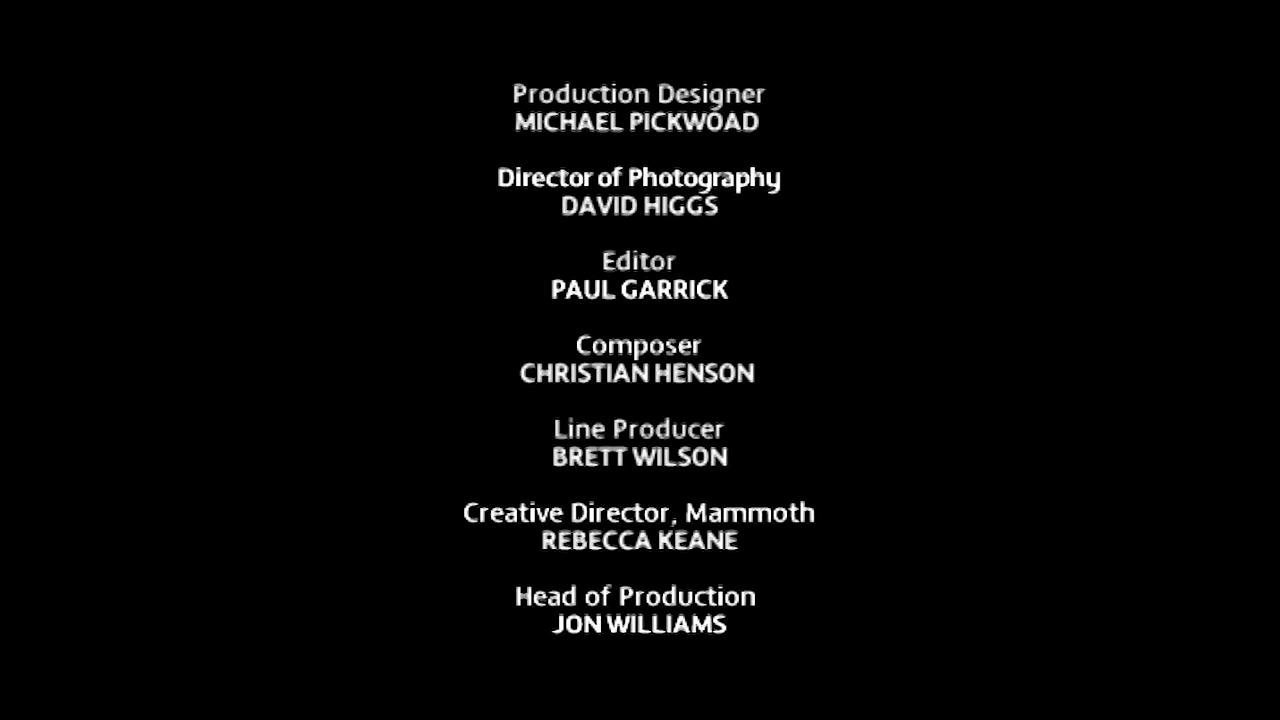 Production Designer
MICHAEL PICKWOAD
Director of Photography
DAVID HIGGS
Editor
PAUL GARRICK
Composer
CHRISTIAN HENSON
Line Producer
BRETT WILSON
Creative Director, Mammoth
REBECCA KEANE
Head of Production
JON WILLIAMS